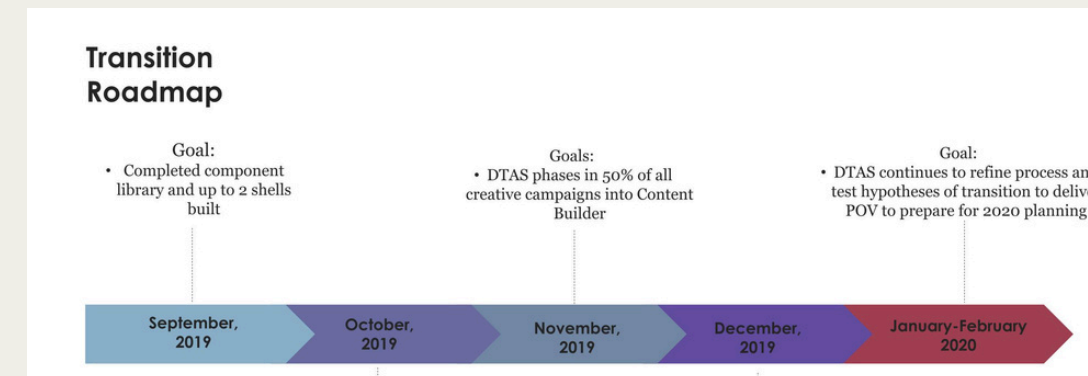 Transition
Roadmap
Goal:
• Completed component
library and up to 2 shells
built
Goals:
• DTAS phases in 50% of all
creative campaigns into Content
Builder
Goal:
• DTAS continues to refine process
test hypotheses of transition to
POV to prepare for 2020 planning
September,
2019
October,
2019
November,
2019
December,
2019
January-February
2020